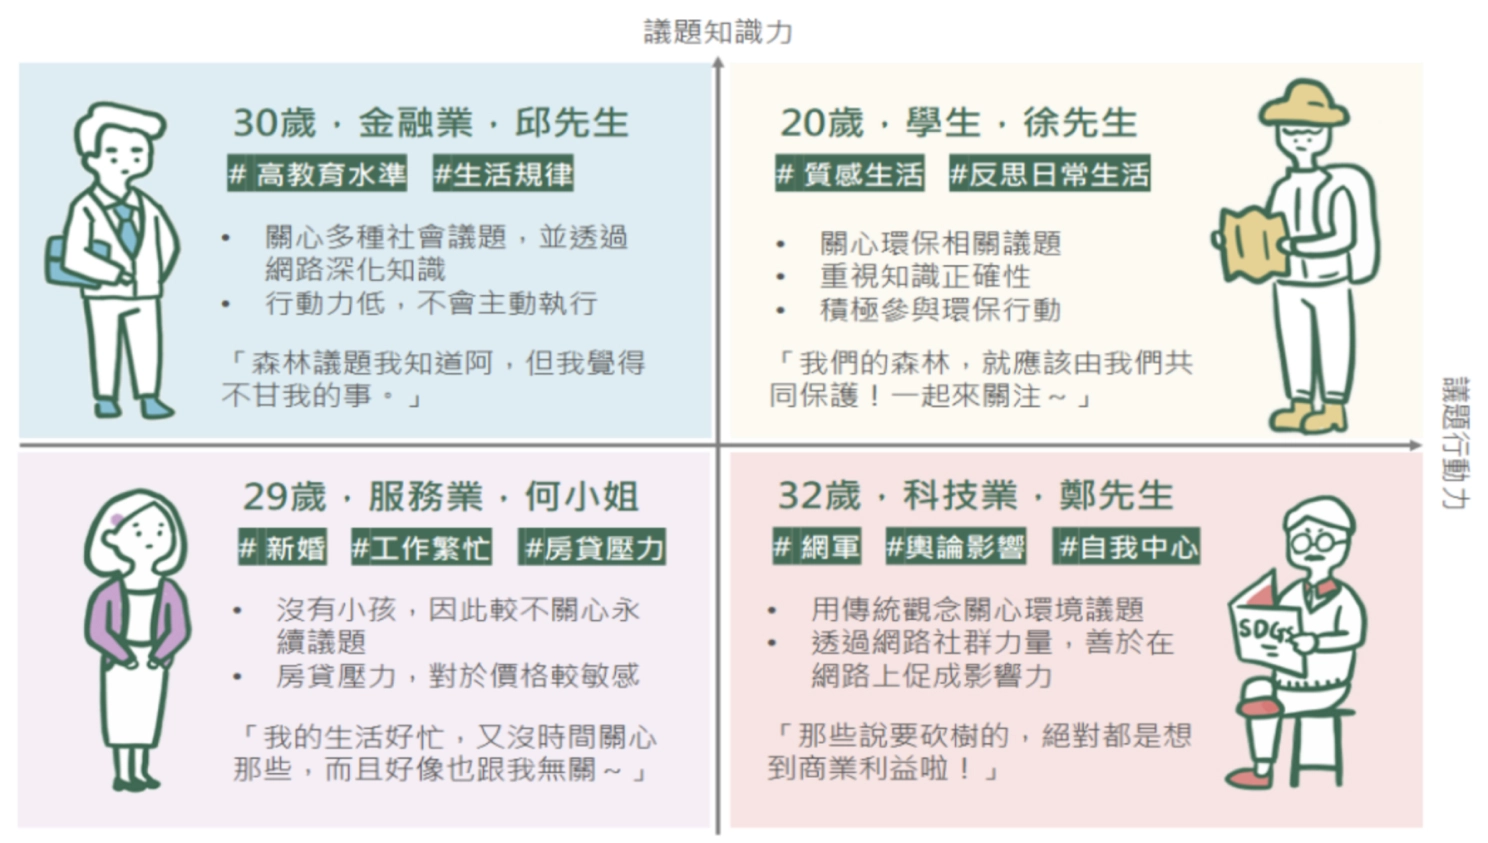 議題知識力
30歲．金融業．邱先生
# 高教育水準 #生活規律
• 關心多種社會議題，並透過
網路深化知識
• 行動力低，不會主動執行
「森林議題我知道阿，但我覺得
不甘我的事。」
20歲．學生．徐先生
# 質感生活 #反思日常生活
• 關心環保相關議題
• 重視知識正確性
• 積極參與環保行動
「我們的森林，就應該由我們共
同保護！一起來關注～」
議題行動力
29歲．服務業．何小姐
# 新婚 #工作繁忙 #房貸壓力
• 沒有小孩，因此較不關心永
續議題
• 房貸壓力，對於價格較敏感
「我的生活好忙，又沒時間關心
那些，而且好像也跟我無關～」
32歲．科技業．鄭先生
# 網軍 #輿論影響 #自我中心
• 用傳統觀念關心環境議題
• 透過網路社群力量，善於在
網路上促成影響力
「那些說要砍樹的，絕對都是想
到商業利益啦！」
SDGs